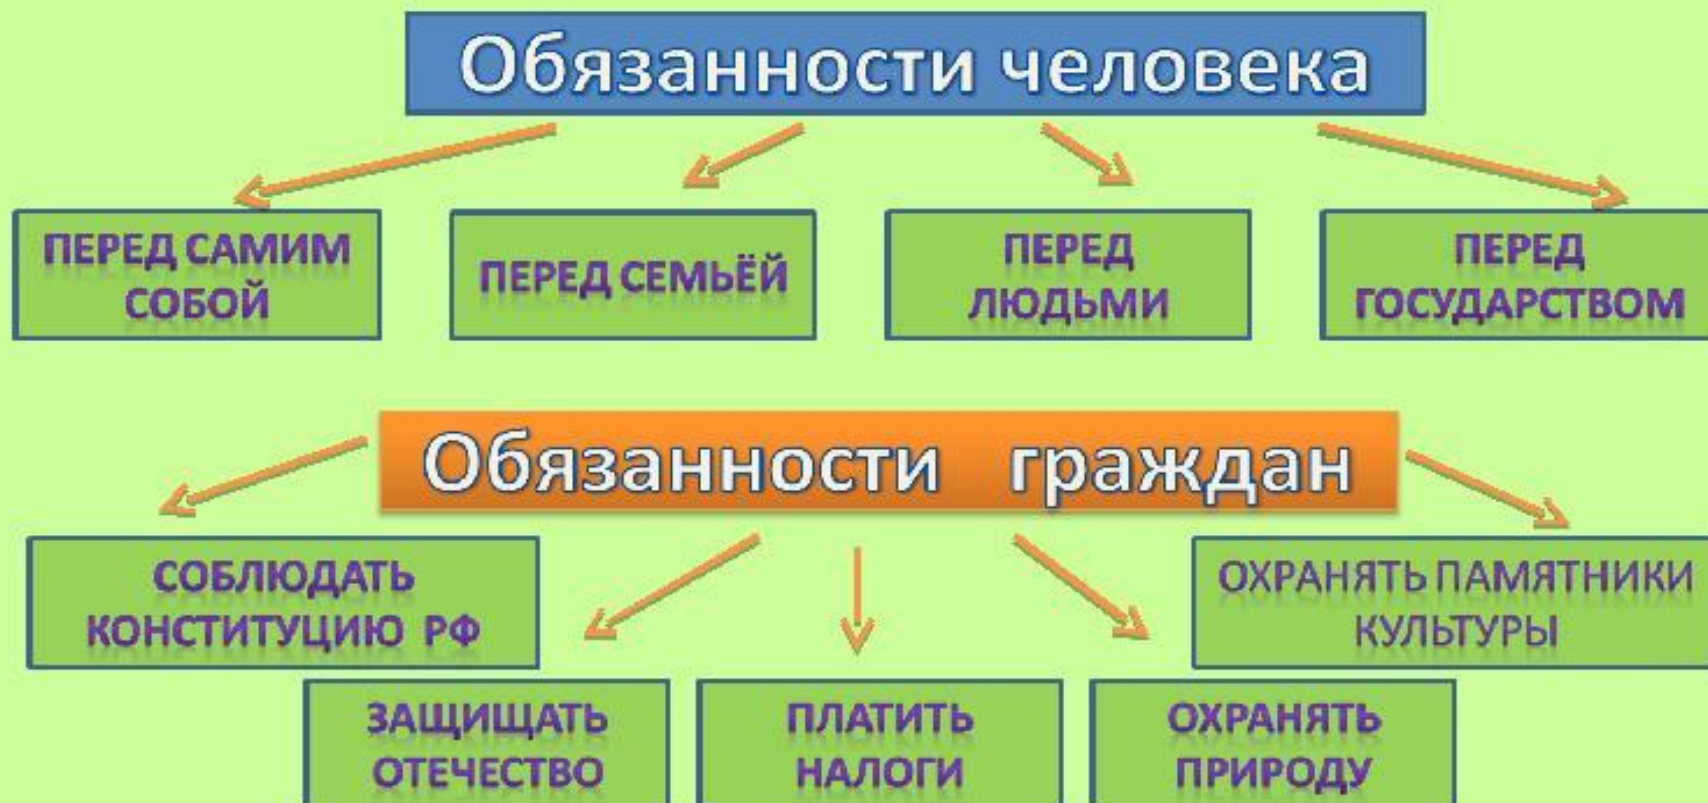 Обязанности человека
ПЕРЕД САМИМ
СОБОЙ
ПЕРЕД СЕМЬЁЙ
ПЕРЕД
ЛЮДЬМИ
ПЕРЕД
ГОСУДАРСТВОМ
Обязанности граждан
СОБЛЮДАТЬ
КОНСТИТУЦИЮ РФ
ЗАЩИЩАТЬ
ОТЕЧЕСТВО
ПЛАТИТЬ
НАЛОГИ
ОХРАНЯТЬ
ПРИРОДУ
ОХРАНЯТЬ ПАМЯТНИКИ
КУЛЬТУРЫ